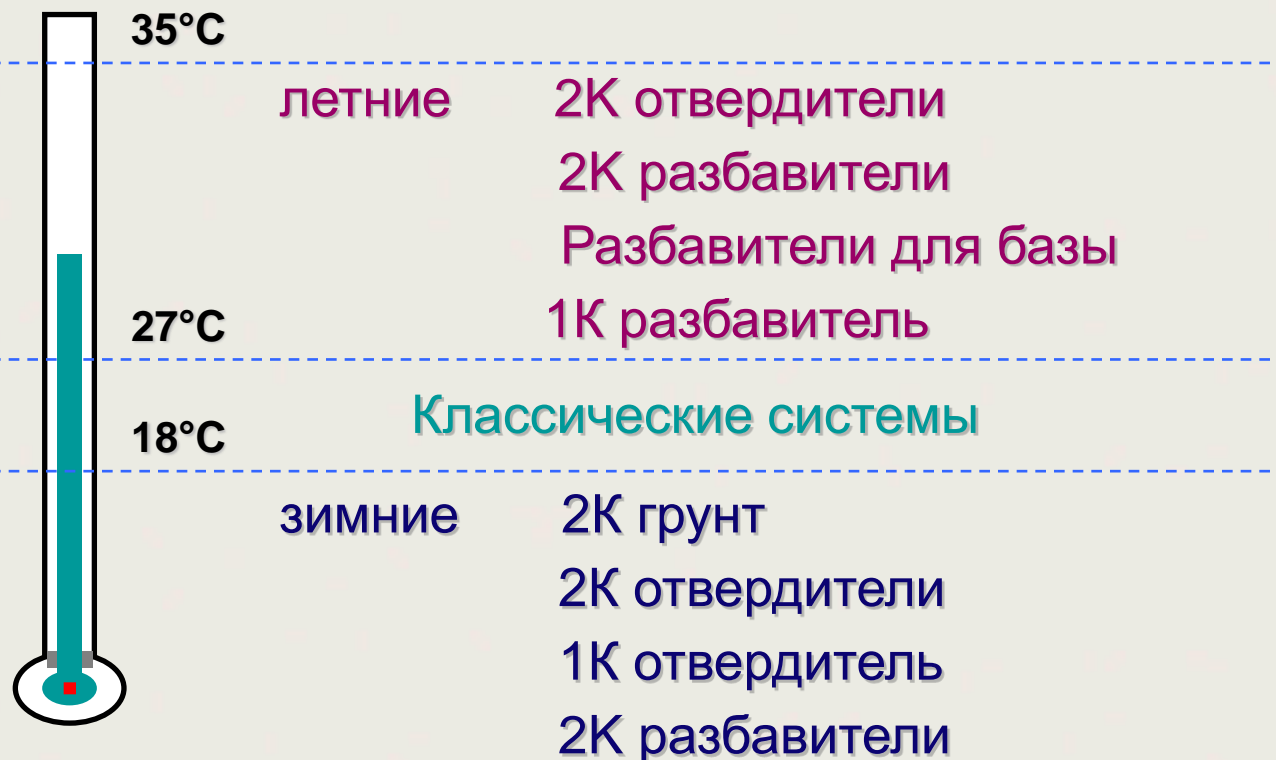 35°C
летние 2К отвердители
2К разбавители
Разбавители для базы
27°C 1К разбавитель
Классические системы
18°C
зимние 2К грунт
2К отвердители
1К отвердитель
2К разбавители